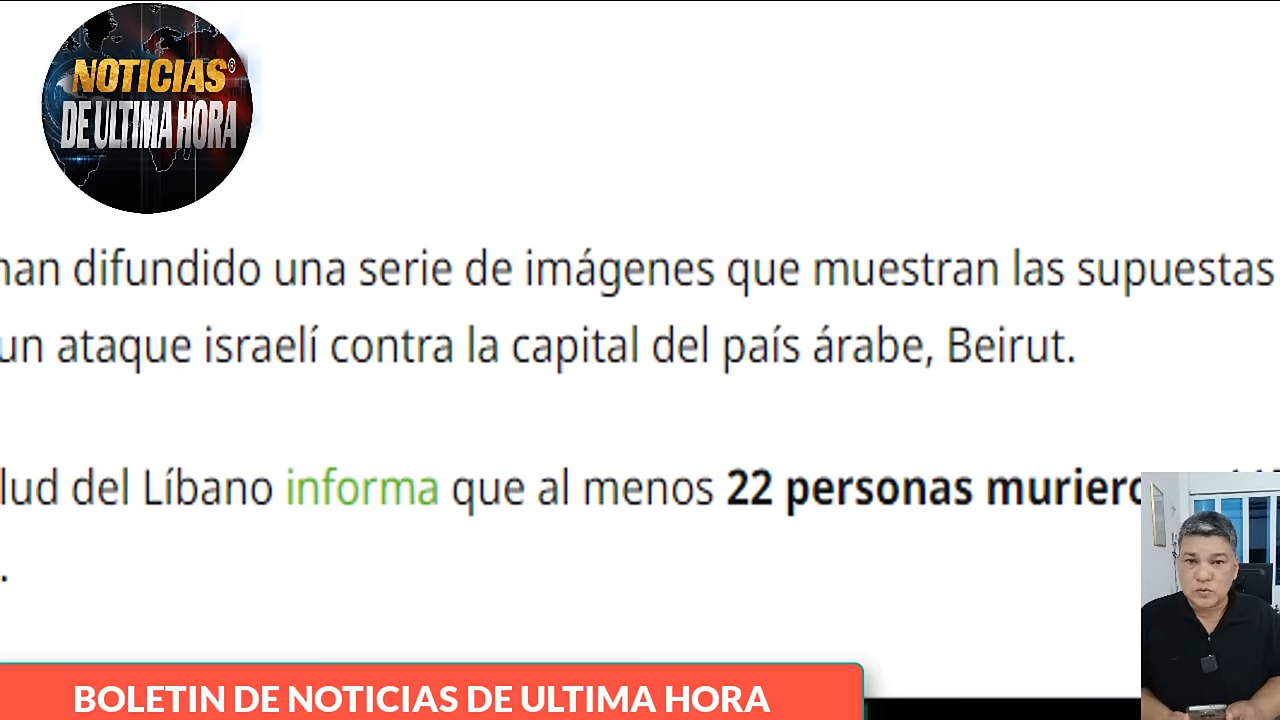 NOTICIAS®
DE ULTIMA HORA
han difundido una serie de imágenes que muestran las supuestas
un ataque israelí contra la capital del país árabe, Beirut.
lud del Líbano informa que al menos 22 personas muriero
.
BOLETIN DE NOTICIAS DE ULTIMA HORA